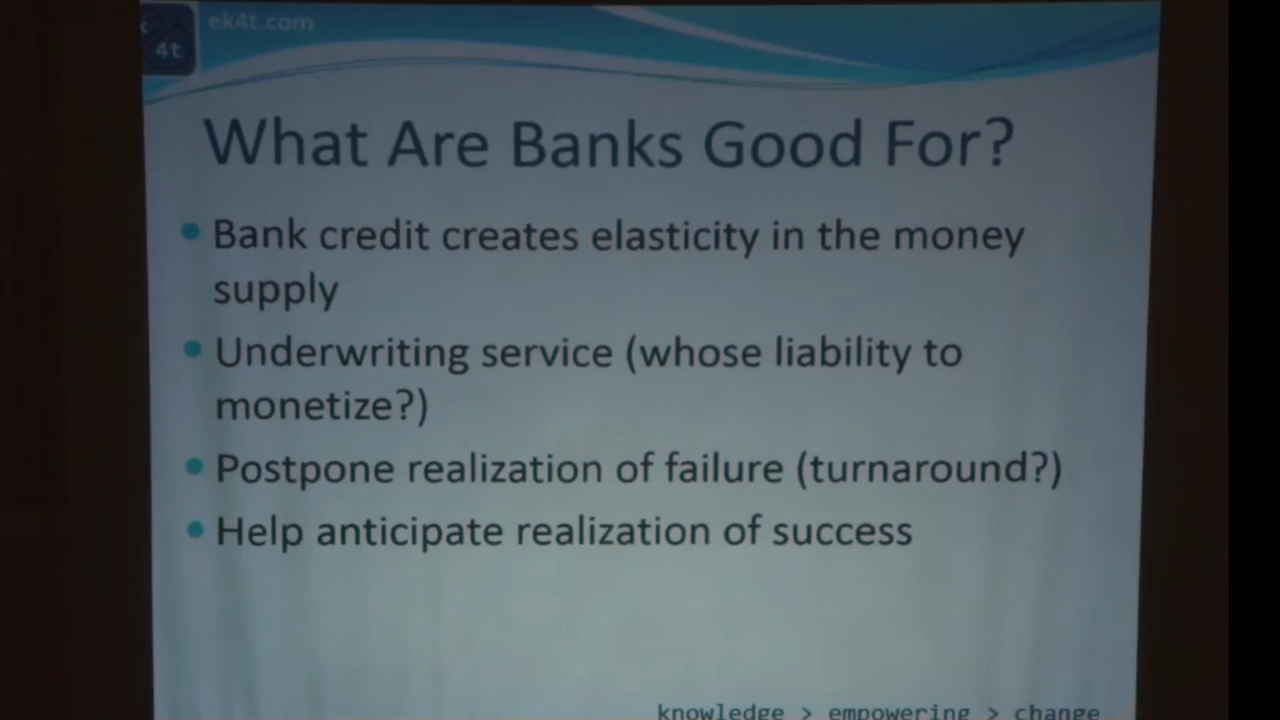 ek4t.com
4t
What Are Banks Good For?
Bank credit creates elasticity in the money
supply
Underwriting service (whose liability to
monetize?)
Postpone realization of failure (turnaround?)
Help anticipate realization of success
knowledge > empowering > change